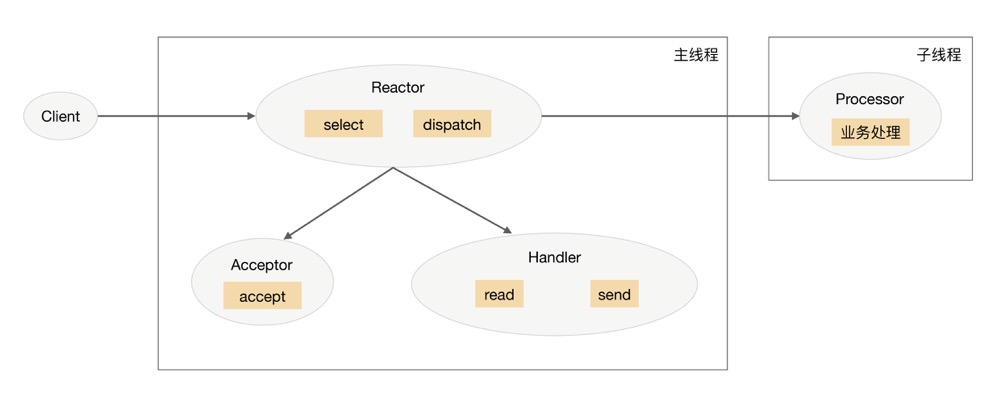 主线程
子线程
Client
Reactor
select
dispatch
Processor
业务处理
Acceptor
accept
Handler
read
send